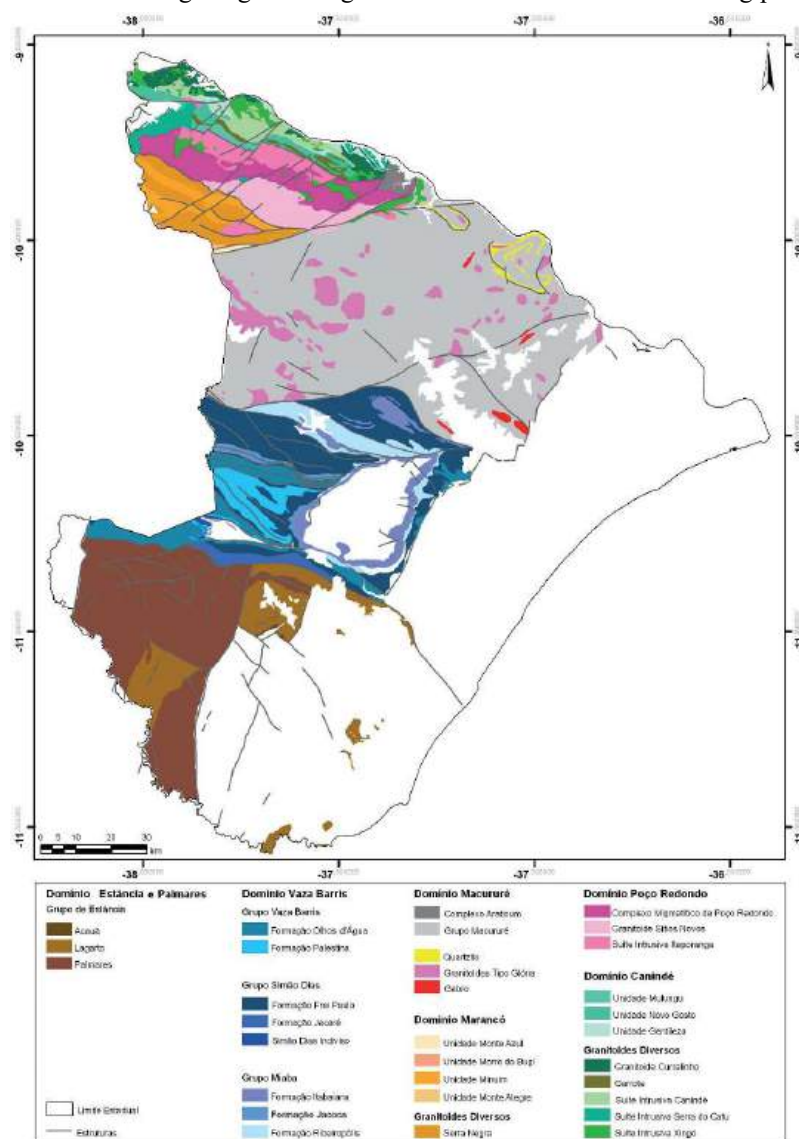 -38 -37 -37 -36
-9
-10 -10
-10 -10
-11 -11
-11 -11
0 5 10 20 30
km
-38 -37 -37 -36
Domínio Estância e Palmares
Grupo de Estância
Acauã
Lagarto
Palmares
Limite Estadual
Estruturas
Domínio Vaza Barris
Grupo Vaza Barris
Formação Olhos d'Água
Formação Palestina
Grupo Simão Dias
Formação Frei Paulo
Formação Jacaré
Simão Dias Indiviso
Grupo Miaba
Formação Itabaiana
Formação Jacoca
Formação Ribeirópolis
Domínio Macururé
Complexo Araticum
Grupo Macururé
Quartzito
Granitoides Tipo Glória
Gabro
Domínio Marancó
Unidade Monte Azul
Unidade Morro do Bugi
Unidade Minuim
Unidade Monte Alegre
Granitoides Diversos
Serra Negra
Domínio Poço Redondo
Complexo Migmatítico de Poço Redondo
Granitoide Sítios Novos
Suíte Intrusiva Itaporanga
Domínio Canindé
Unidade Mulungu
Unidade Novo Gosto
Unidade Gentileza
Granitoides Diversos
Granitoide Curralinho
Garrote
Suíte Intrusiva Canindé
Suíte Intrusiva Serra do Catu
Suíte Intrusiva Xingó